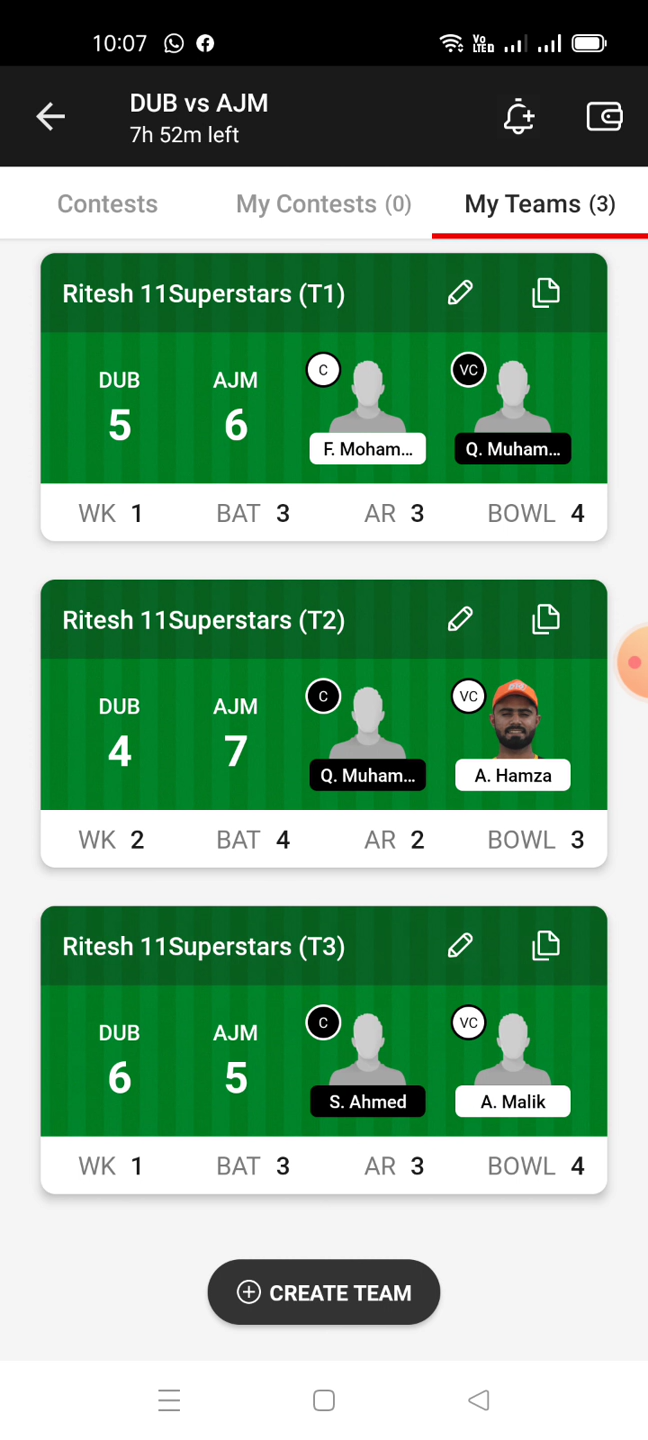 10:07
Vo LTED
DUB vs AJM
7h 52m left
Contests My Contests (0) My Teams (3)
Ritesh 11Superstars (T1)
DUB AJM C VC
5 6
F. Moham... Q. Muham...
WK 1 BAT 3 AR 3 BOWL 4
Ritesh 11Superstars (T2)
DUB AJM C VC
4 7
Q. Muham... A. Hamza
WK 2 BAT 4 AR 2 BOWL 3
Ritesh 11Superstars (T3)
DUB AJM C VC
6 5
S. Ahmed A. Malik
WK 1 BAT 3 AR 3 BOWL 4
CREATE TEAM